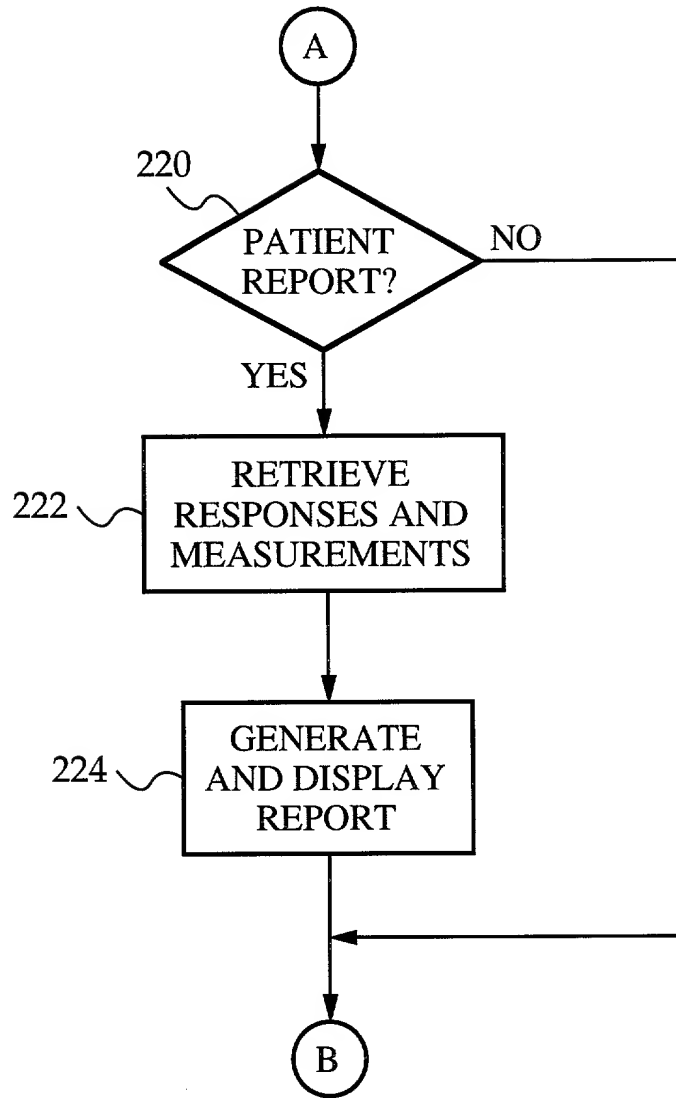 A
220
PATIENT
REPORT?
NO
YES
222
RETRIEVE
RESPONSES AND
MEASUREMENTS
224
GENERATE
AND DISPLAY
REPORT
B